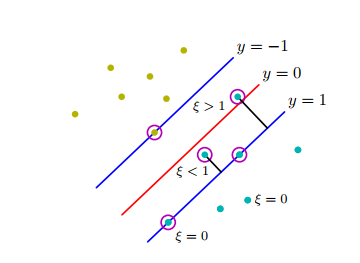 y = −1
y = 0
y = 1
ξ > 1
ξ < 1
ξ = 0
ξ = 0